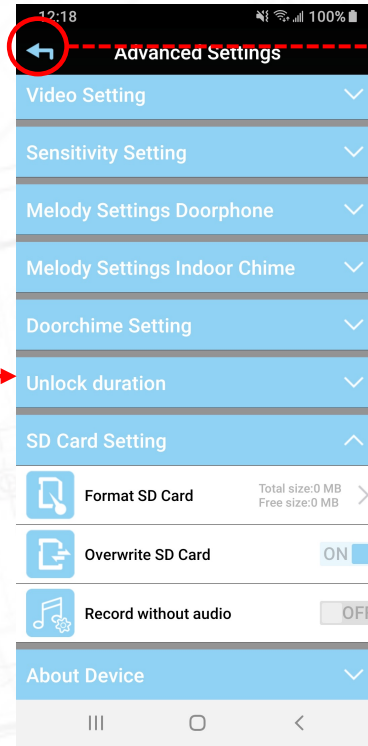 12:18
100%
Advanced Settings
Video Setting
Sensitivity Setting
Melody Settings Doorphone
Melody Settings Indoor Chime
Doorchime Setting
Unlock duration
SD Card Setting
Format SD Card
Total size:0 MB
Free size:0 MB
Overwrite SD Card
ON
Record without audio
OFF
About Device